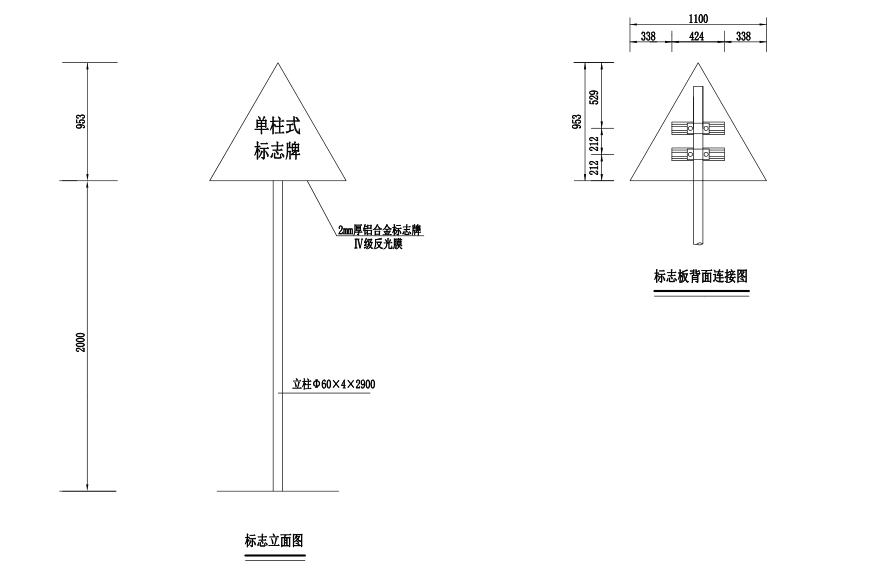 1100
338
424
338
953
单柱式
标志牌
2mm厚铝合金标志牌
Ⅳ级反光膜
2000
立柱Φ60×4×2900
标志立面图
953
529
212
212
标志板背面连接图